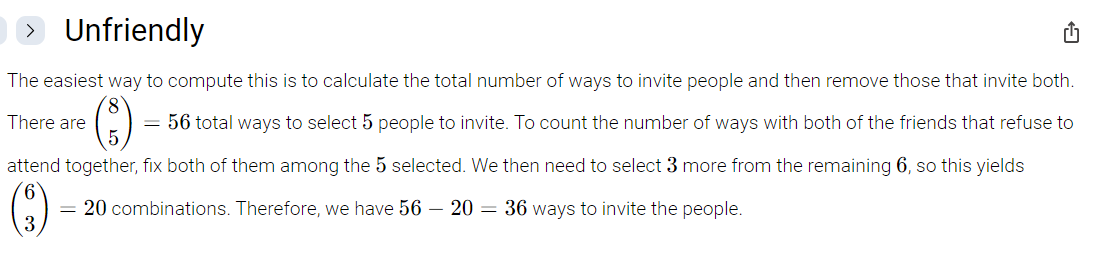 > Unfriendly
The easiest way to compute this is to calculate the total number of ways to invite people and then remove those that invite both.
There are (8 5) = 56 total ways to select 5 people to invite. To count the number of ways with both of the friends that refuse to
attend together, fix both of them among the 5 selected. We then need to select 3 more from the remaining 6, so this yields
(6 3) = 20 combinations. Therefore, we have 56 − 20 = 36 ways to invite the people.